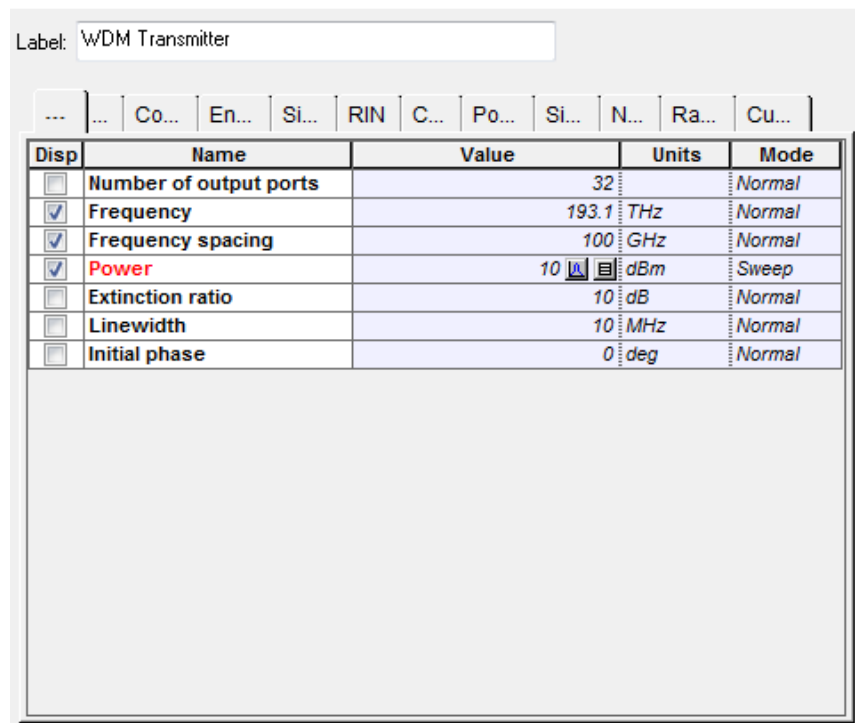 Label: WDM Transmitter
--- ... Co... En... Si... RIN C... Po... Si... N... Ra... Cu...
Disp Name Value Units Mode
Number of output ports 32 Normal
Frequency 193.1 THz Normal
Frequency spacing 100 GHz Normal
Power 10 dBm Sweep
Extinction ratio 10 dB Normal
Linewidth 10 MHz Normal
Initial phase 0 deg Normal